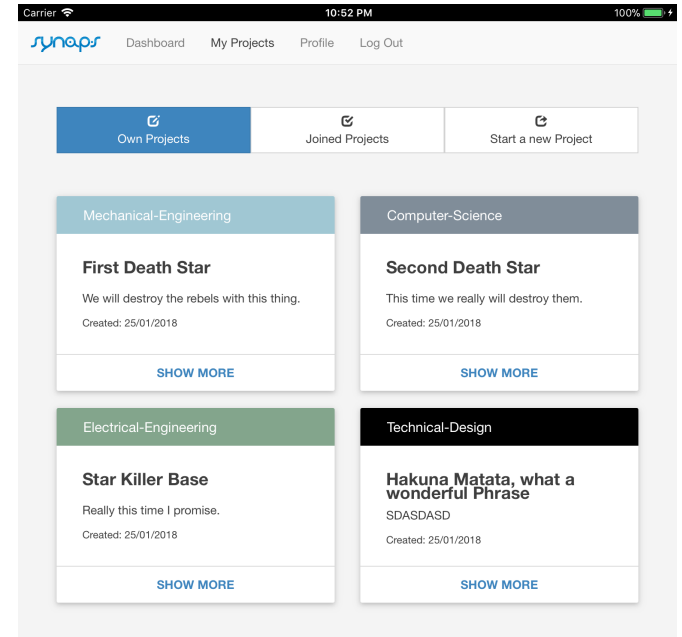 Carrier 10:52 PM 100%
synaps Dashboard My Projects Profile Log Out
Own Projects Joined Projects Start a new Project
Mechanical-Engineering
First Death Star
We will destroy the rebels with this thing.
Created: 25/01/2018
SHOW MORE
Computer-Science
Second Death Star
This time we really will destroy them.
Created: 25/01/2018
SHOW MORE
Electrical-Engineering
Star Killer Base
Really this time I promise.
Created: 25/01/2018
SHOW MORE
Technical-Design
Hakuna Matata, what a
wonderful Phrase
SDASDASD
Created: 25/01/2018
SHOW MORE